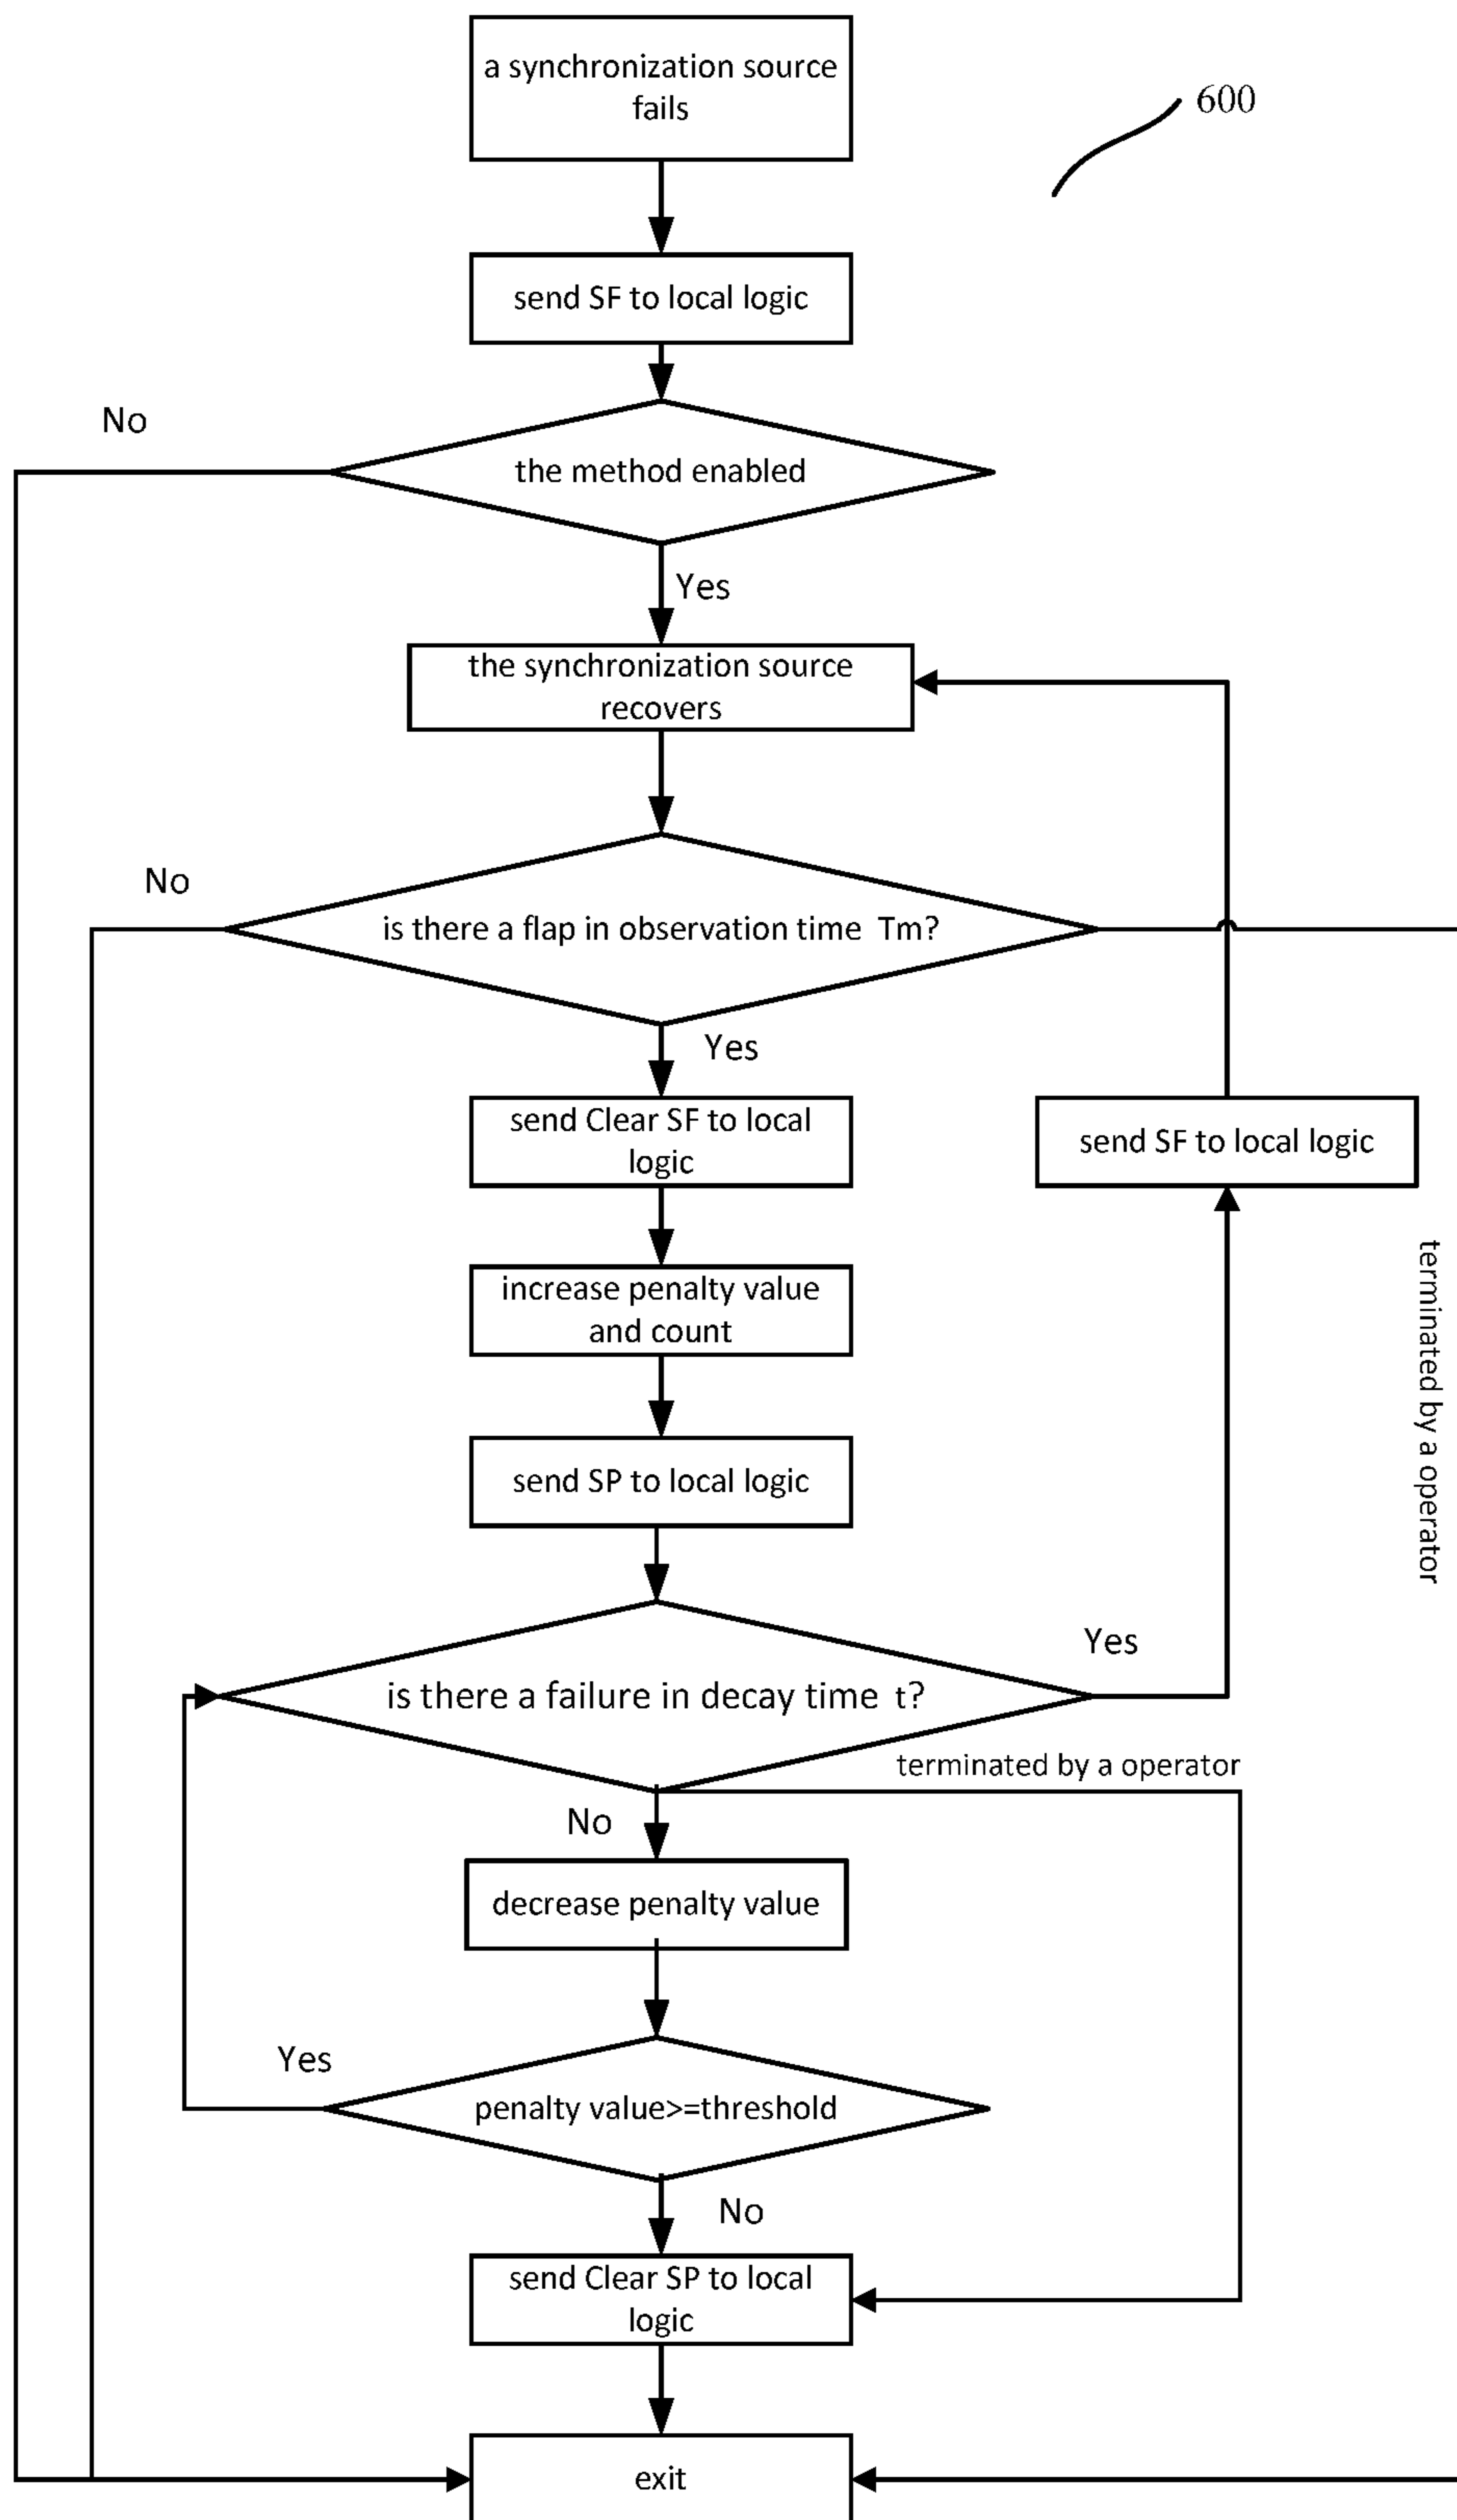 a synchronization source
fails
600
send SF to local logic
No
the method enabled
Yes
the synchronization source
recovers
No
is there a flap in observation time Tm?
Yes
send Clear SF to local
logic
send SF to local logic
increase penalty value
and count
terminated by a operator
send SP to local logic
Yes
is there a failure in decay time t?
terminated by a operator
No
decrease penalty value
Yes
penalty value>=threshold
No
send Clear SP to local
logic
exit